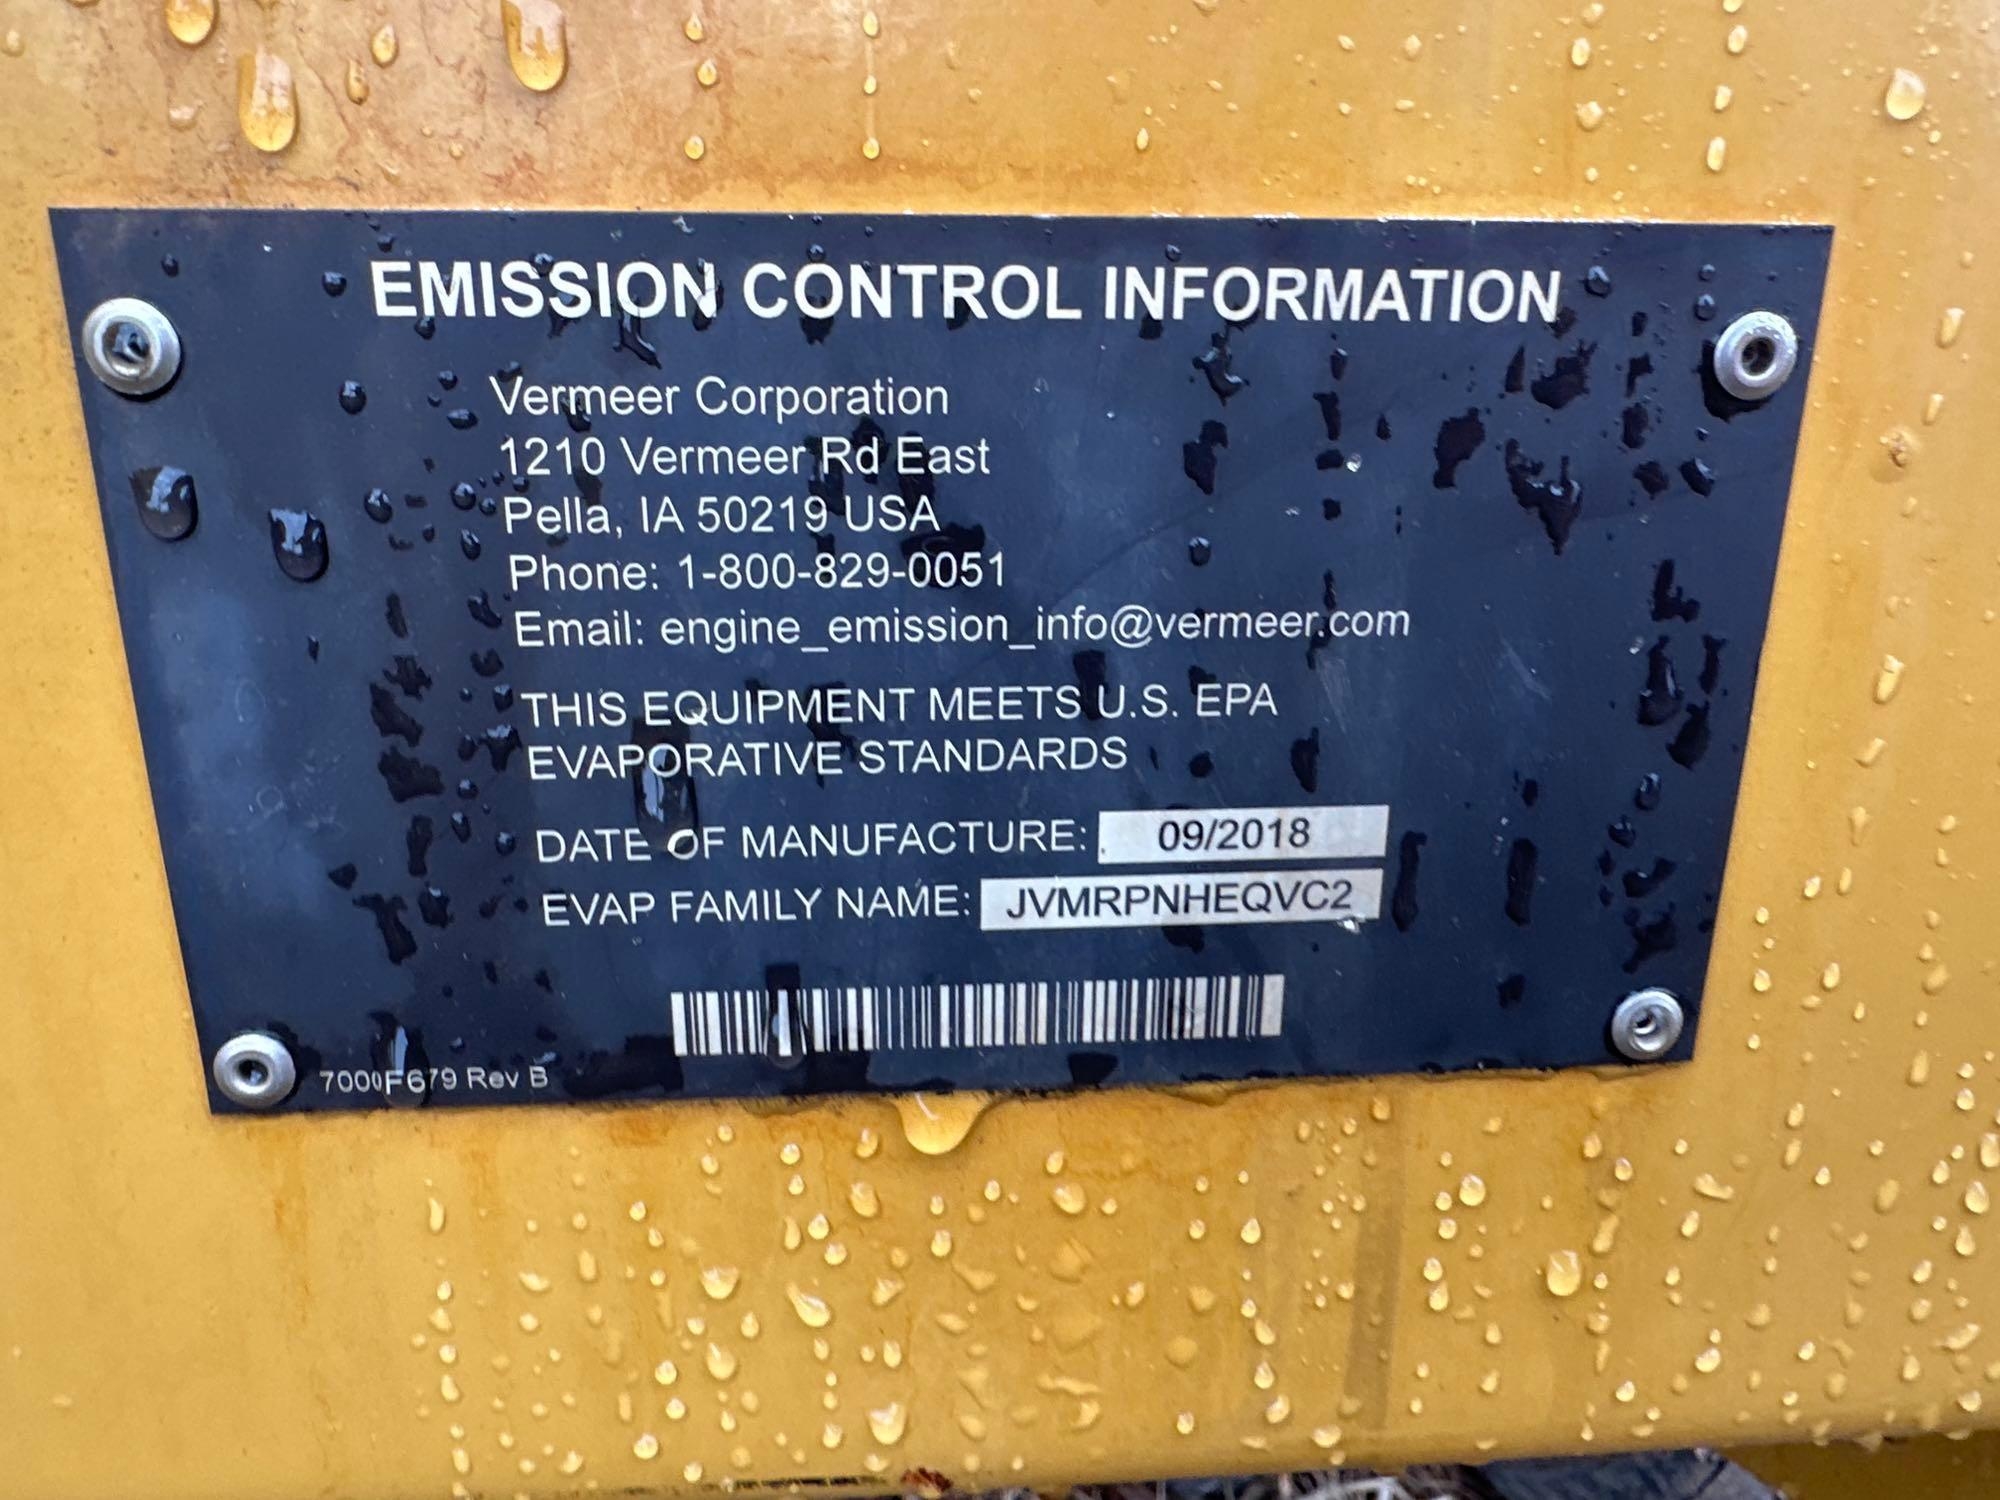 EMISSION CONTROL INFORMATION
Vermeer Corporation
1210 Vermeer Rd East
Pella, IA 50219 USA
Phone: 1-800-829-0051
Email: engine_emission_info@vermeer.com
THIS EQUIPMENT MEETS U.S. EPA
EVAPORATIVE STANDARDS
DATE OF MANUFACTURE: 09/2018
EVAP FAMILY NAME: JVMRPNHEQVC2
7000F679 Rev B